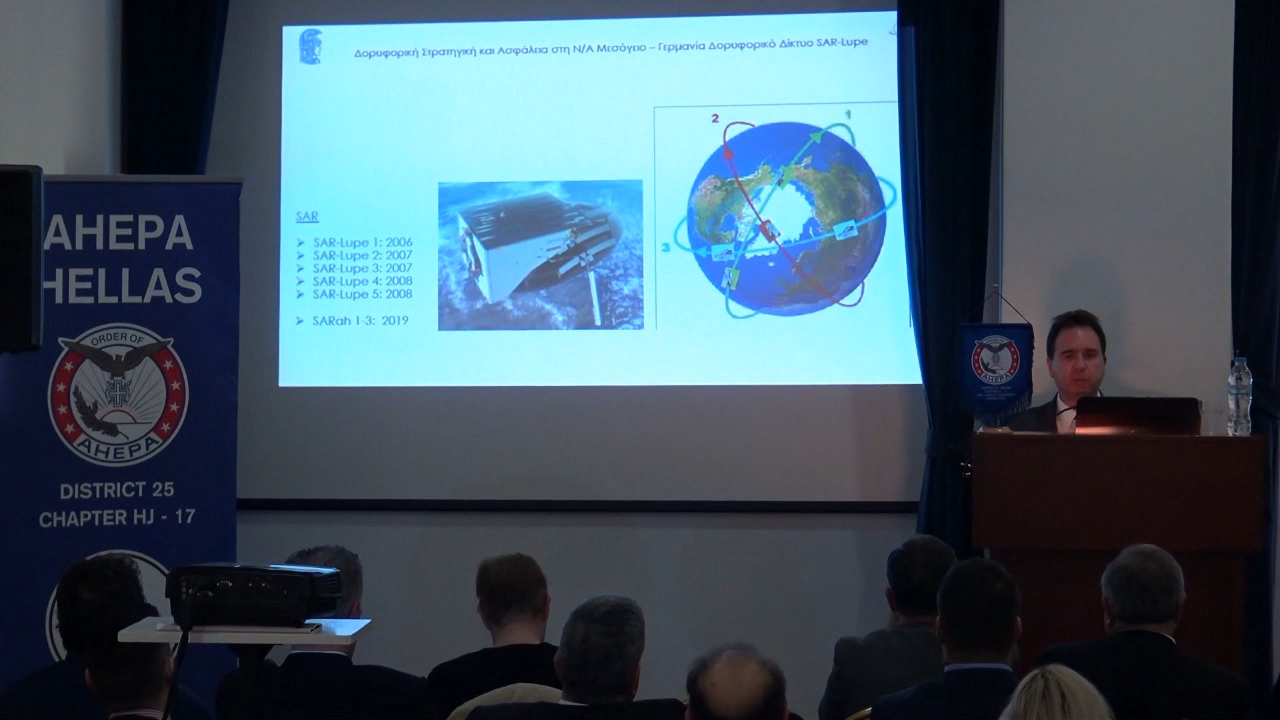 Δορυφορική Στρατηγική και Ασφάλεια στη Ν/Α Μεσόγειο – Γερμανία Δορυφορικό Δίκτυο SAR-Lupe
SAR
➢ SAR-Lupe 1: 2006
➢ SAR-Lupe 2: 2007
➢ SAR-Lupe 3: 2007
➢ SAR-Lupe 4: 2008
➢ SAR-Lupe 5: 2008
➢ SARah 1-3: 2019
2
1
3
AHEPA
HELLAS
ORDER OF
AHEPA
DISTRICT 25
CHAPTER HJ - 17
AHEPA